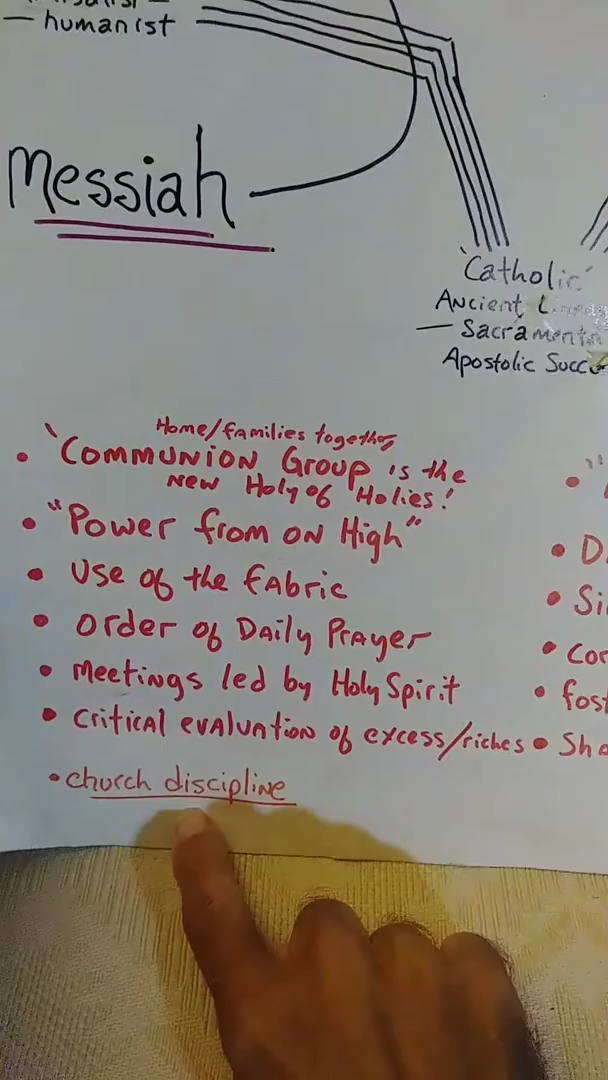 — humanist
Messiah
'Catholic'
Ancient
— Sacramental
Apostolic
Home/families together
• 'Communion Group is the
new Holy of Holies!
• "Power from on High"
• Use of the fabric
• Order of Daily Prayer
• Meetings led by Holy Spirit
• Critical evaluation of excess/riches
• church discipline